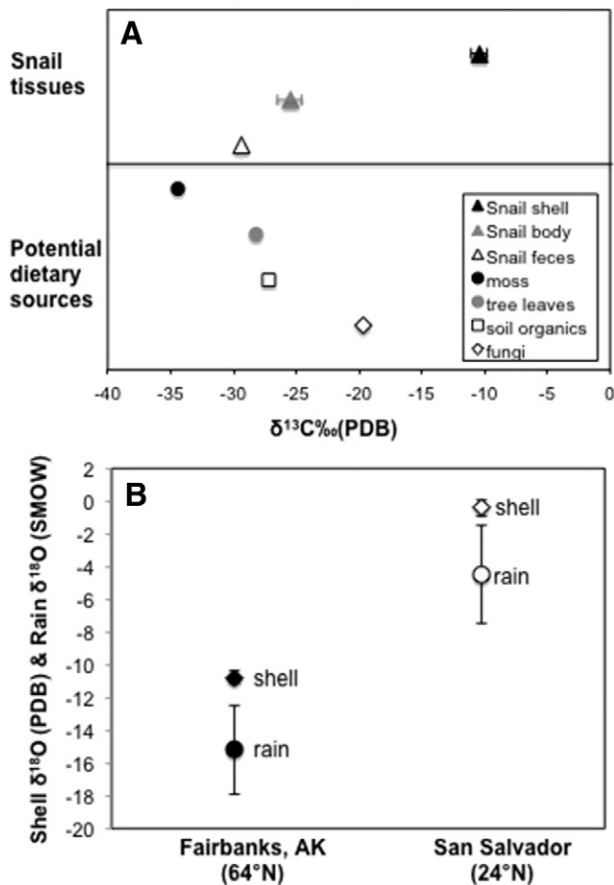 A
Snail
tissues
Potential
dietary
sources
Snail shell
Snail body
Snail feces
moss
tree leaves
soil organics
fungi
-40 -35 -30 -25 -20 -15 -10 -5 0
δ¹³C‰(PDB)
B
Shell δ¹⁸O (PDB) & Rain δ¹⁸O (SMOW)
2
0
-2
-4
-6
-8
-10
-12
-14
-16
-18
-20
shell
rain
shell
rain
Fairbanks, AK San Salvador
(64°N) (24°N)